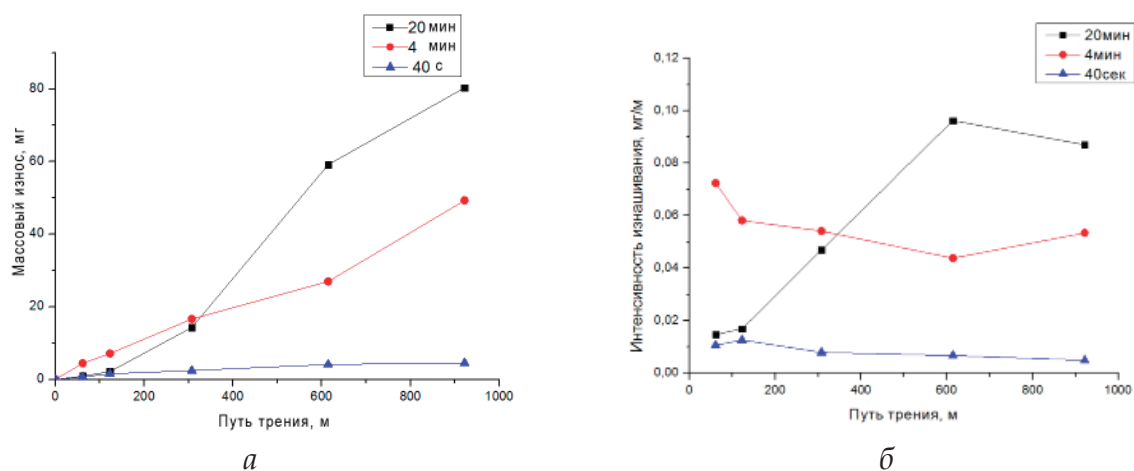 20 мин
4 мин
40 с
Массовый износ, мг
80
60
40
20
0
0 200 400 600 800 1000
Путь трения, м
а
20мин
4мин
40сек
Интенсивность изнашивания, мг/м
0,12
0,10
0,08
0,06
0,04
0,02
0,00
0 200 400 600 800 1000
Путь трения, м
б